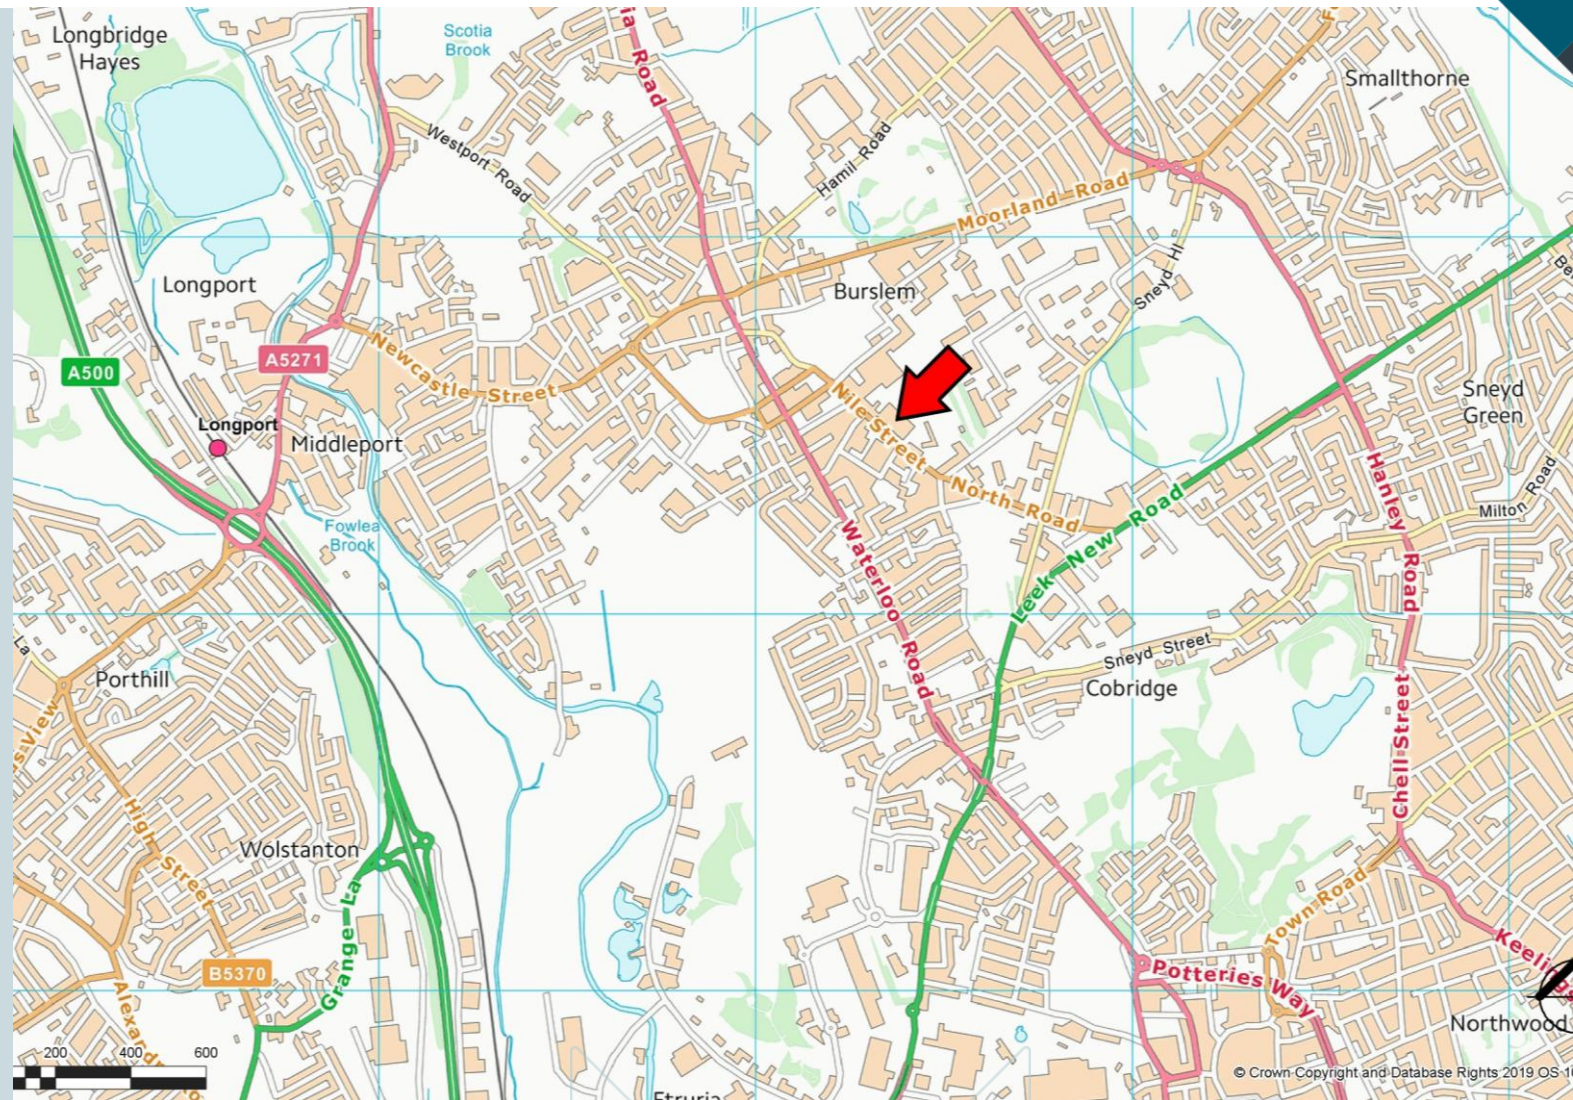 Longbridge
Hayes
Scotia
Brook
Road
Smallthorne
Westport Road
Hamil Road
Moorland Road
Sneyd Hl
Longport
Burslem
A5271
A500
Newcastle Street
Nile Street
Sneyd
Green
Longport
Middleport
North Road
Leek New Road
Hanley Road
Milton Road
Fowlea
Brook
Waterloo Road
La
Sneyd Street
Cobridge
Porthill
View
Chell Street
High Street
Wolstanton
Grange La
Town Road
B5370
Potteries Way
Northwood
200 400 600
© Crown Copyright and Database Rights 2019 OS